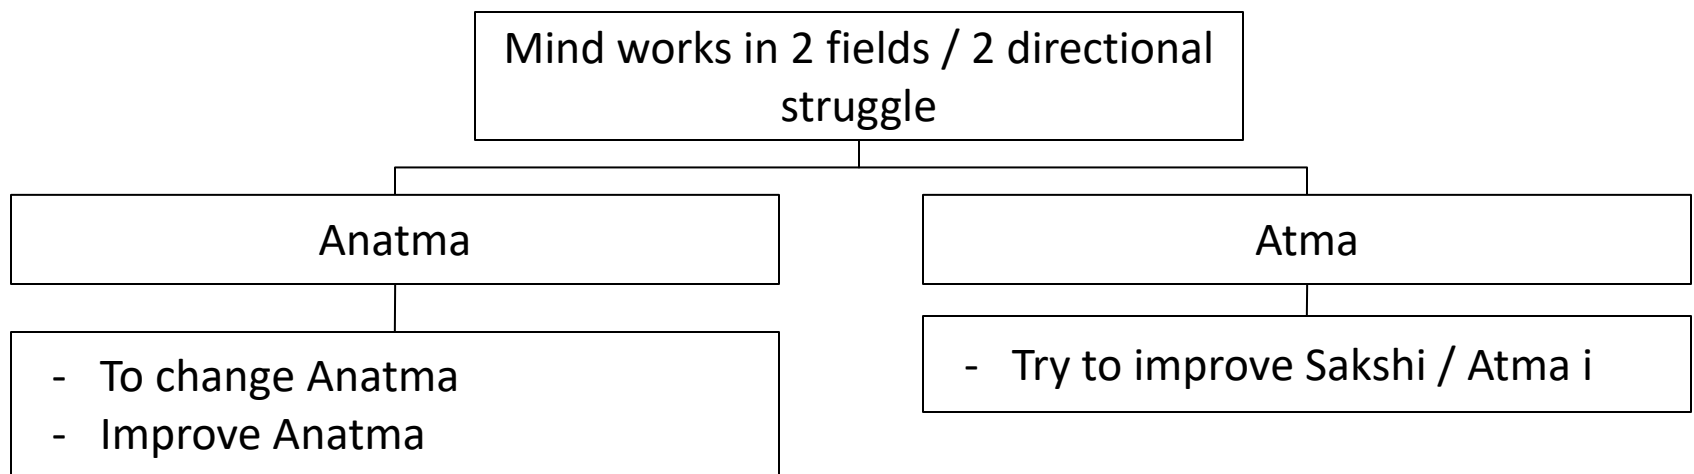 Mind works in 2 fields / 2 directional
struggle
Anatma
Atma
- To change Anatma
- Improve Anatma
- Try to improve Sakshi / Atma i